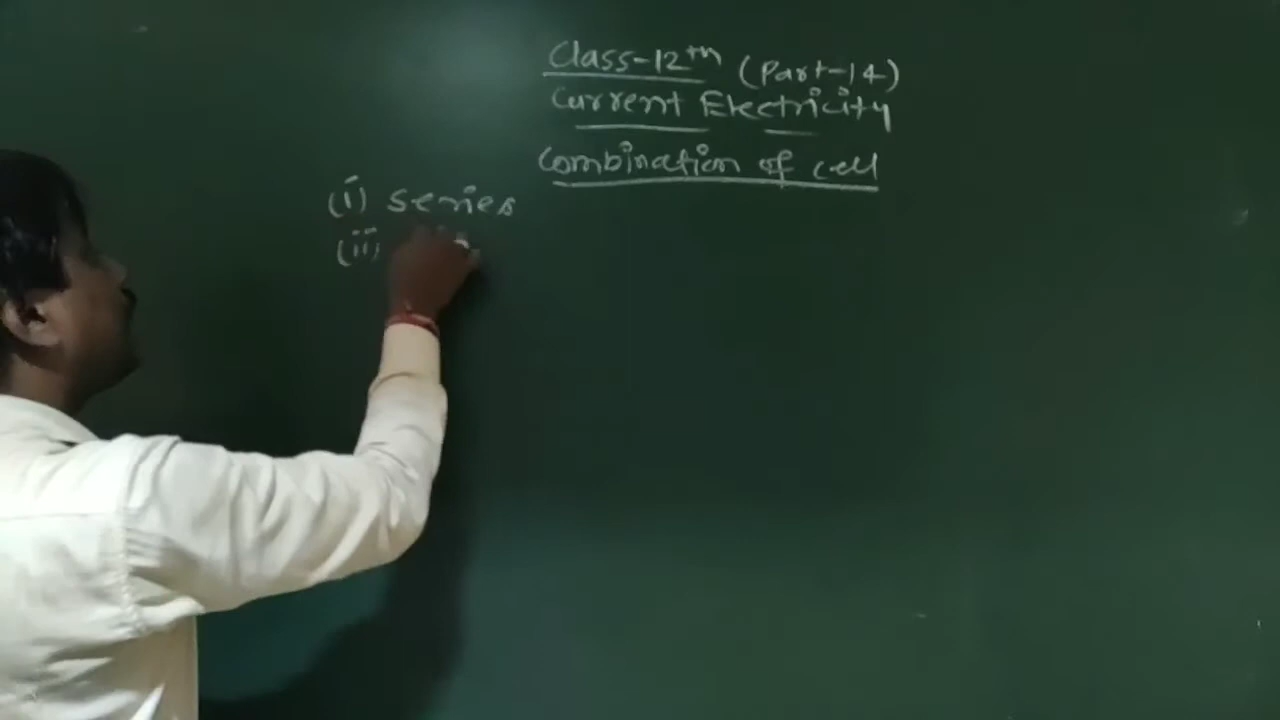 Class-12th (Part-14)
Current Electricity
Combination of cell
(i) series
(ii)